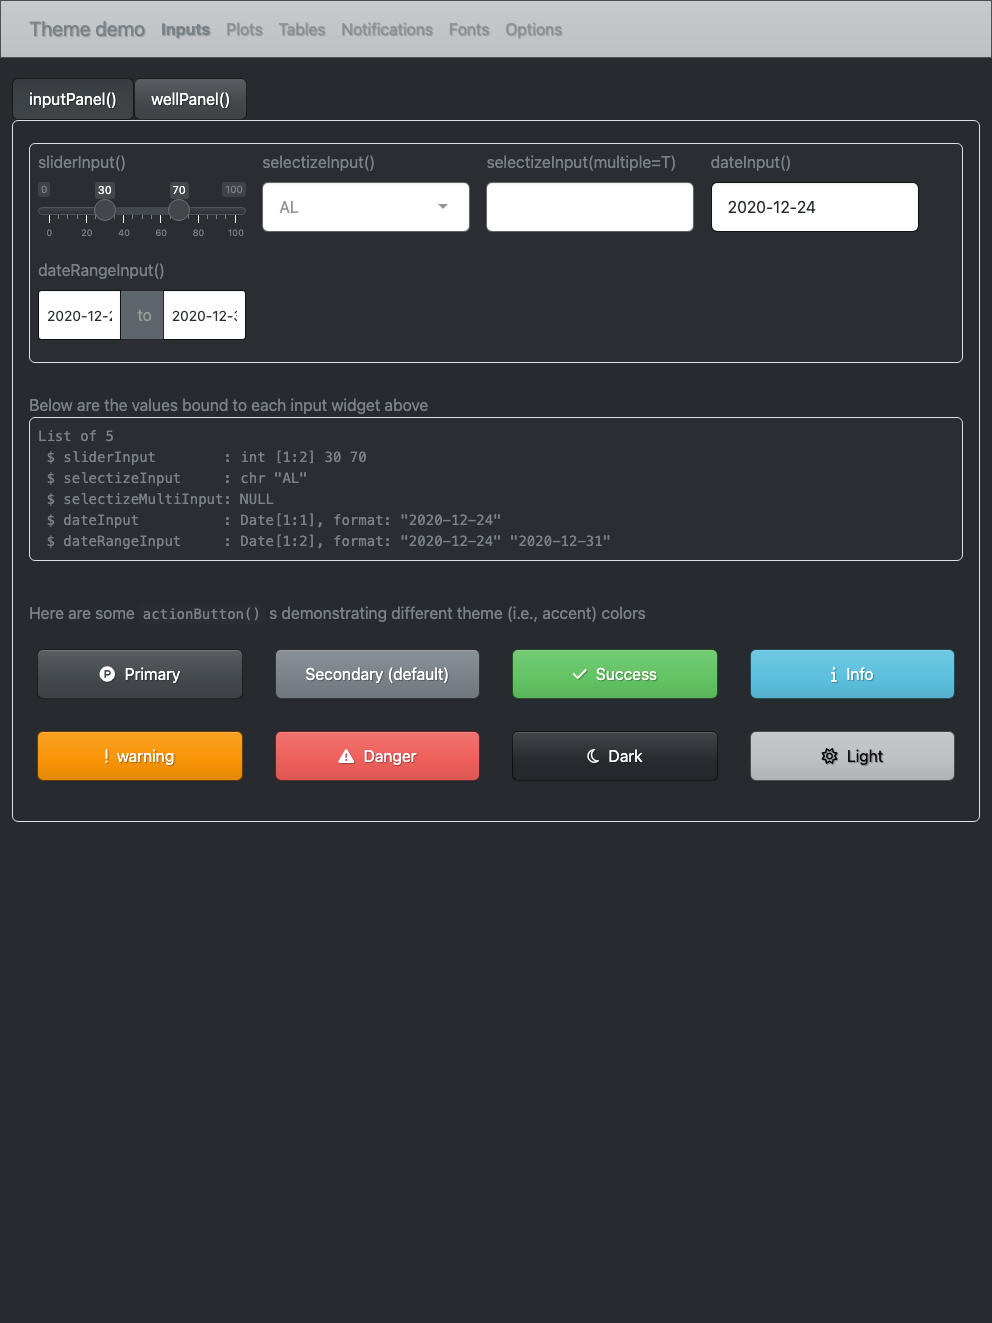 Theme demo Inputs Plots Tables Notifications Fonts Options
inputPanel() wellPanel()
sliderInput() selectizeInput() selectizeInput(multiple=T) dateInput()
0 30 70 100
AL
2020-12-24
0 20 40 60 80 100
dateRangeInput()
2020-12-2 to 2020-12-3
Below are the values bound to each input widget above
List of 5
$ sliderInput : int [1:2] 30 70
$ selectizeInput : chr "AL"
$ selectizeMultiInput: NULL
$ dateInput : Date[1:1], format: "2020-12-24"
$ dateRangeInput : Date[1:2], format: "2020-12-24" "2020-12-31"
Here are some actionButton() s demonstrating different theme (i.e., accent) colors
Primary Secondary (default) Success Info
warning Danger Dark Light